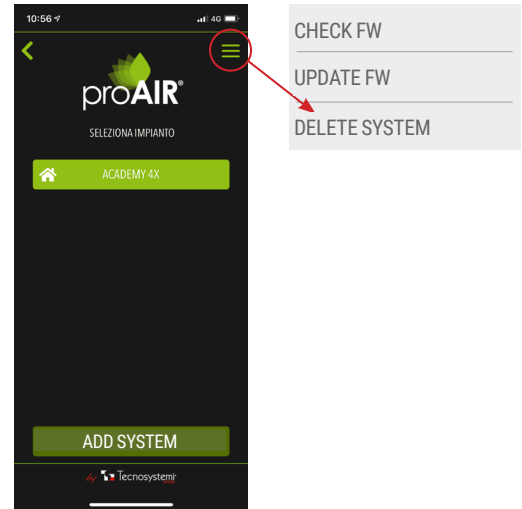 10:56
4G
proAIR®
SELEZIONA IMPIANTO
ACADEMY 4X
ADD SYSTEM
by Tecnosystemi
CHECK FW
UPDATE FW
DELETE SYSTEM